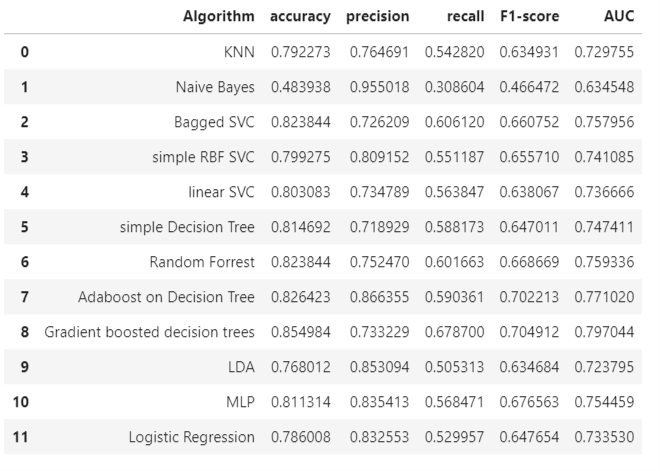 Algorithm accuracy precision recall F1-score AUC
0 KNN 0.792273 0.764691 0.542820 0.634931 0.729755
1 Naive Bayes 0.483938 0.955018 0.308604 0.466472 0.634548
2 Bagged SVC 0.823844 0.726209 0.606120 0.660752 0.757956
3 simple RBF SVC 0.799275 0.809152 0.551187 0.655710 0.741085
4 linear SVC 0.803083 0.734789 0.563847 0.638067 0.736666
5 simple Decision Tree 0.814692 0.718929 0.588173 0.647011 0.747411
6 Random Forrest 0.823844 0.752470 0.601663 0.668669 0.759336
7 Adaboost on Decision Tree 0.826423 0.866355 0.590361 0.702213 0.771020
8 Gradient boosted decision trees 0.854984 0.733229 0.678700 0.704912 0.797044
9 LDA 0.768012 0.853094 0.505313 0.634684 0.723795
10 MLP 0.811314 0.835413 0.568471 0.676563 0.754459
11 Logistic Regression 0.786008 0.832553 0.529957 0.647654 0.733530